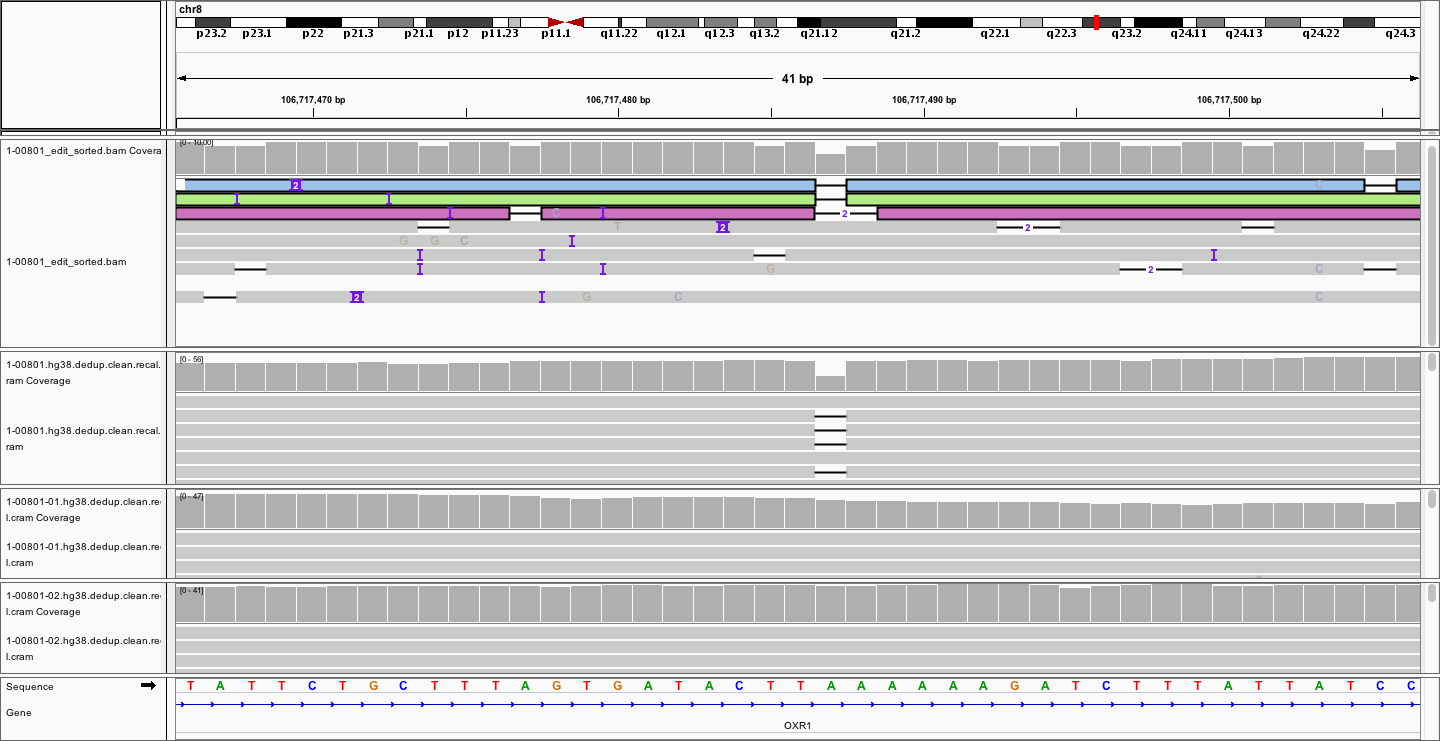 chr8
p23.2 p23.1 p22 p21.3 p21.1 p12 p11.23 p11.1 q11.22 q12.1 q12.3 q13.2 q21.12 q21.2 q22.1 q22.3 q23.2 q24.11 q24.13 q24.22 q24.3
41 bp
106,717,470 bp 106,717,480 bp 106,717,490 bp 106,717,500 bp
1-00801_edit_sorted.bam Covera
[0 - 10.00]
2 C
C 2
T 2 2
G G C
1-00801_edit_sorted.bam
G 2 C
2 G C C
1-00801.hg38.dedup.clean.recal.
ram Coverage
[0 - 56]
1-00801.hg38.dedup.clean.recal.
ram
1-00801-01.hg38.dedup.clean.re
l.cram Coverage
[0 - 47]
1-00801-01.hg38.dedup.clean.re
l.cram
1-00801-02.hg38.dedup.clean.re
l.cram Coverage
[0 - 41]
1-00801-02.hg38.dedup.clean.re
l.cram
Sequence T A T T C T G C T T T A G T G A T A C T T A A A A A A G A T C T T T A T T A T C C
Gene
OXR1